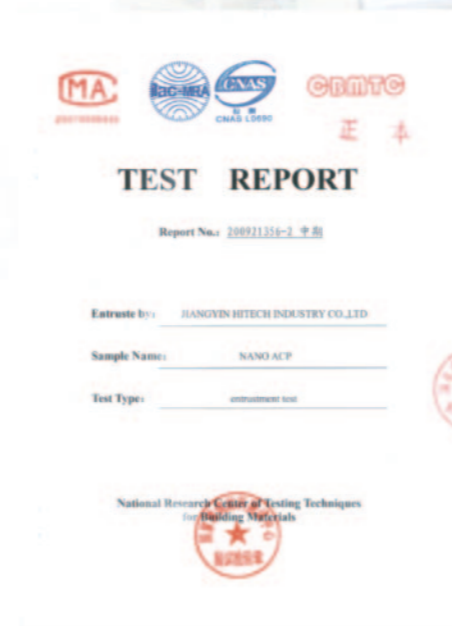 MA
ilac-MRA
CNAS
CNAS L0690
CBMTC
正 本
TEST REPORT
Report No.: 200921356-2 中期
Entruste by: JIANGYIN HITECH INDUSTRY CO.,LTD
Sample Name: NANO ACP
Test Type: entrustment test
National Research Center of Testing Techniques
for Building Materials